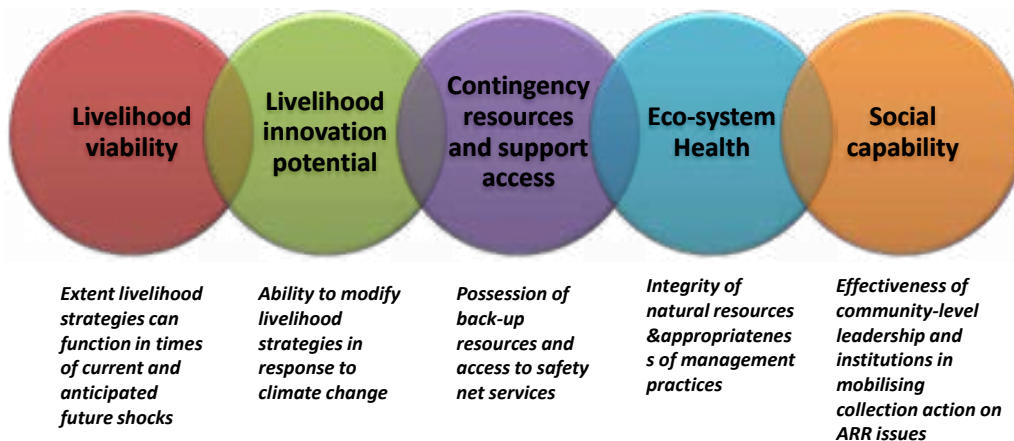 Livelihood
viability
Livelihood
innovation
potential
Contingency
resources
and support
access
Eco-system
Health
Social
capability
Extent livelihood
strategies can
function in times
of current and
anticipated
future shocks
Ability to modify
livelihood
strategies in
response to
climate change
Possession of
back-up
resources and
access to safety
net services
Integrity of
natural resources
&appropriatenes
s of management
practices
Effectiveness of
community-level
leadership and
institutions in
mobilising
collection action on
ARR issues